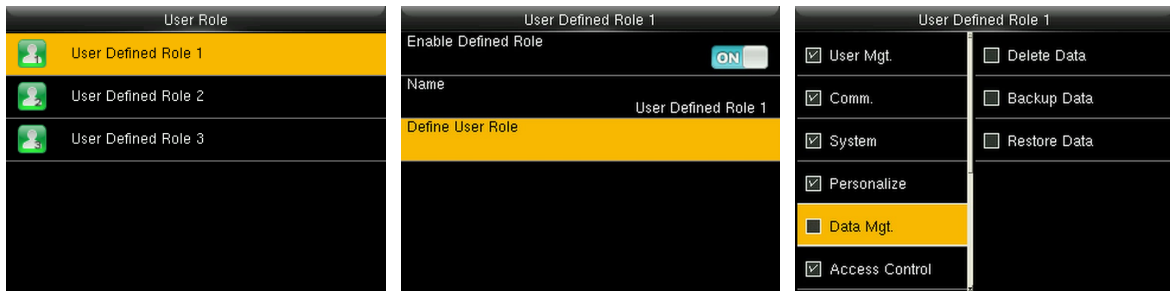 User Role
User Defined Role 1
User Defined Role 2
User Defined Role 3
User Defined Role 1
Enable Defined Role
ON
Name
User Defined Role 1
Define User Role
User Defined Role 1
User Mgt.
Comm.
System
Personalize
Data Mgt.
Access Control
Delete Data
Backup Data
Restore Data